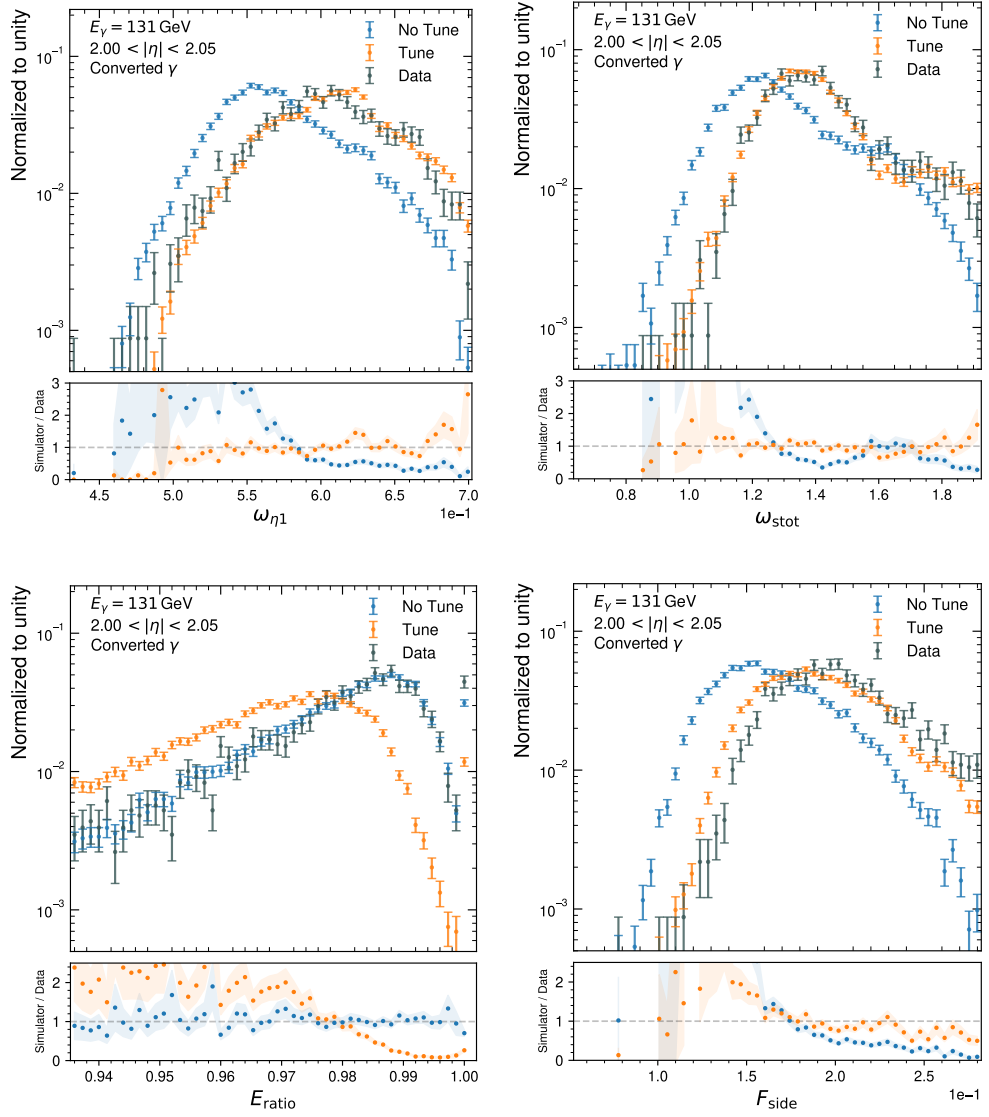 Normalized to unity
E_γ = 131 GeV
2.00 < |η| < 2.05
Converted γ
No Tune
Tune
Data
10⁻¹
10⁻²
10⁻³
Simulator / Data
3
2
1
0
4.5 5.0 5.5 6.0 6.5 7.0
1e−1
ω_η1
Normalized to unity
E_γ = 131 GeV
2.00 < |η| < 2.05
Converted γ
No Tune
Tune
Data
10⁻¹
10⁻²
10⁻³
Simulator / Data
3
2
1
0
0.8 1.0 1.2 1.4 1.6 1.8
ω_stot
Normalized to unity
E_γ = 131 GeV
2.00 < |η| < 2.05
Converted γ
No Tune
Tune
Data
10⁻¹
10⁻²
10⁻³
Simulator / Data
2
1
0
0.94 0.95 0.96 0.97 0.98 0.99 1.00
E_ratio
Normalized to unity
E_γ = 131 GeV
2.00 < |η| < 2.05
Converted γ
No Tune
Tune
Data
10⁻¹
10⁻²
10⁻³
Simulator / Data
2
1
0
1.0 1.5 2.0 2.5
1e−1
F_side